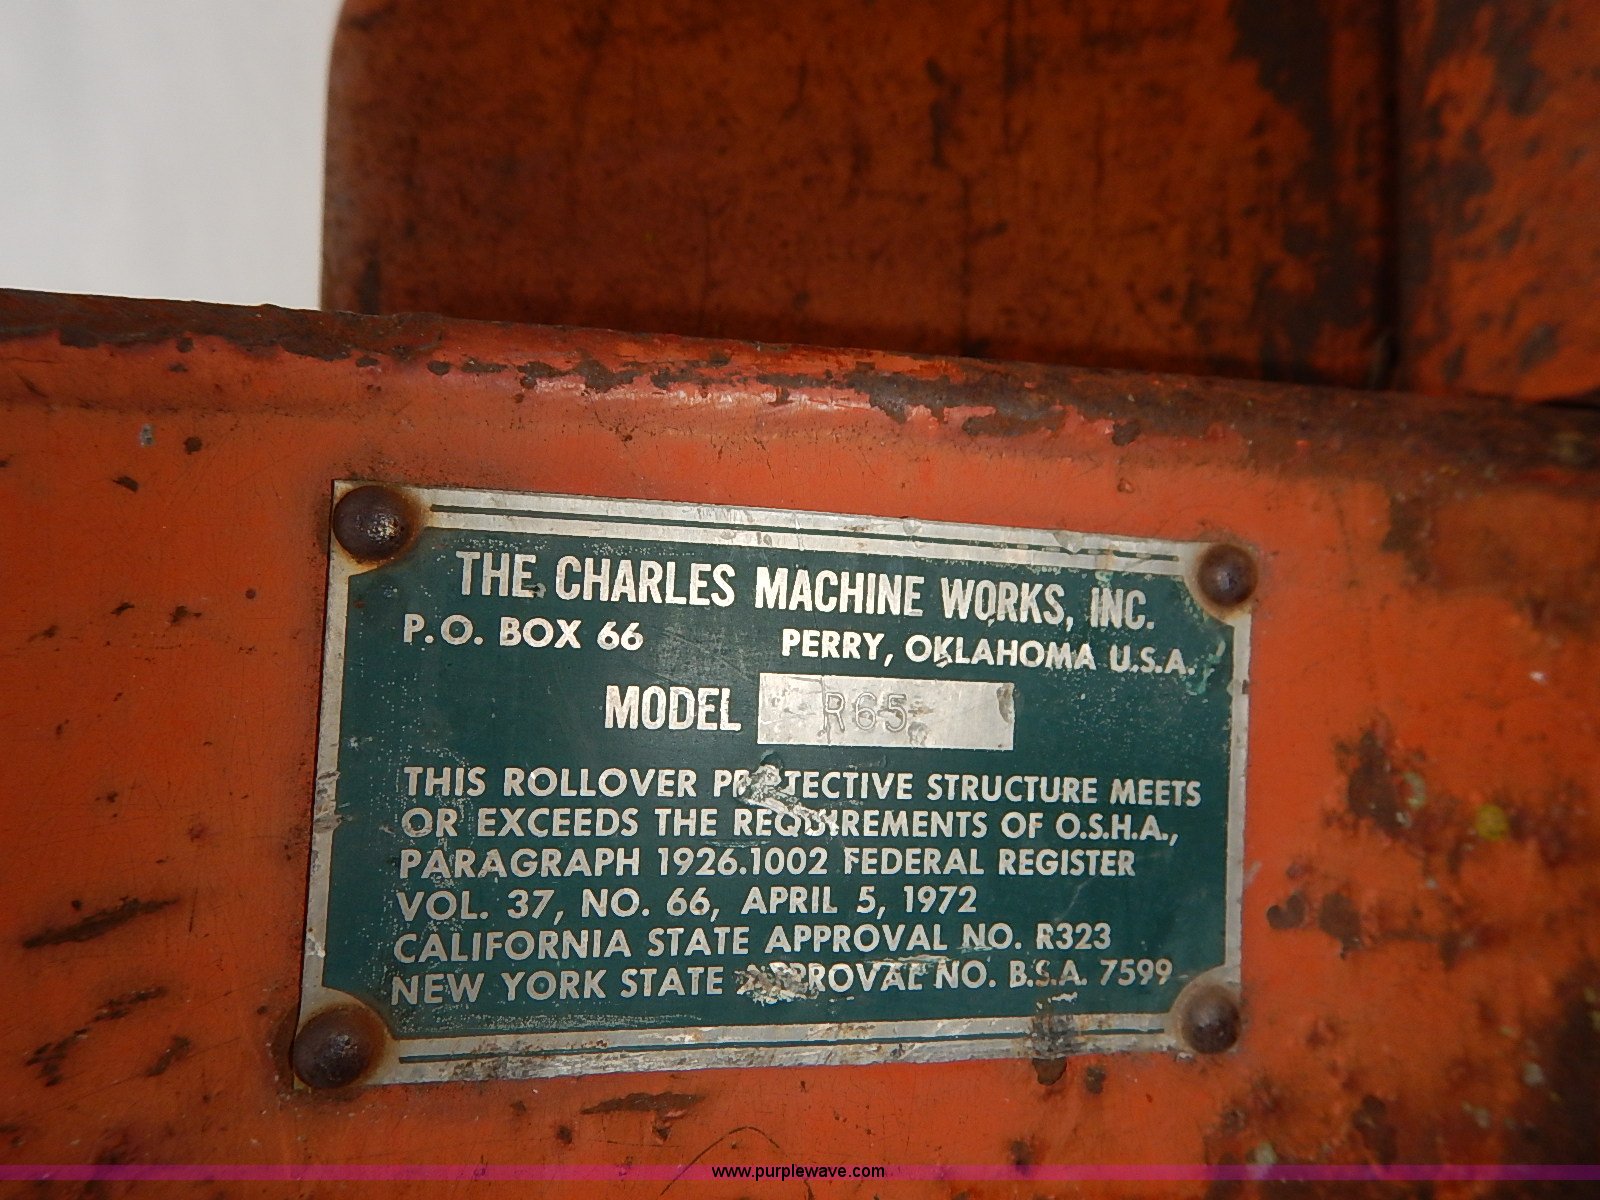 THE CHARLES MACHINE WORKS, INC.
P.O. BOX 66 PERRY, OKLAHOMA U.S.A.
MODEL R65
THIS ROLLOVER PROTECTIVE STRUCTURE MEETS
OR EXCEEDS THE REQUIREMENTS OF O.S.H.A.,
PARAGRAPH 1926.1002 FEDERAL REGISTER
VOL. 37, NO. 66, APRIL 5, 1972
CALIFORNIA STATE APPROVAL NO. R323
NEW YORK STATE APPROVAL NO. B.S.A. 7599
www.purplewave.com